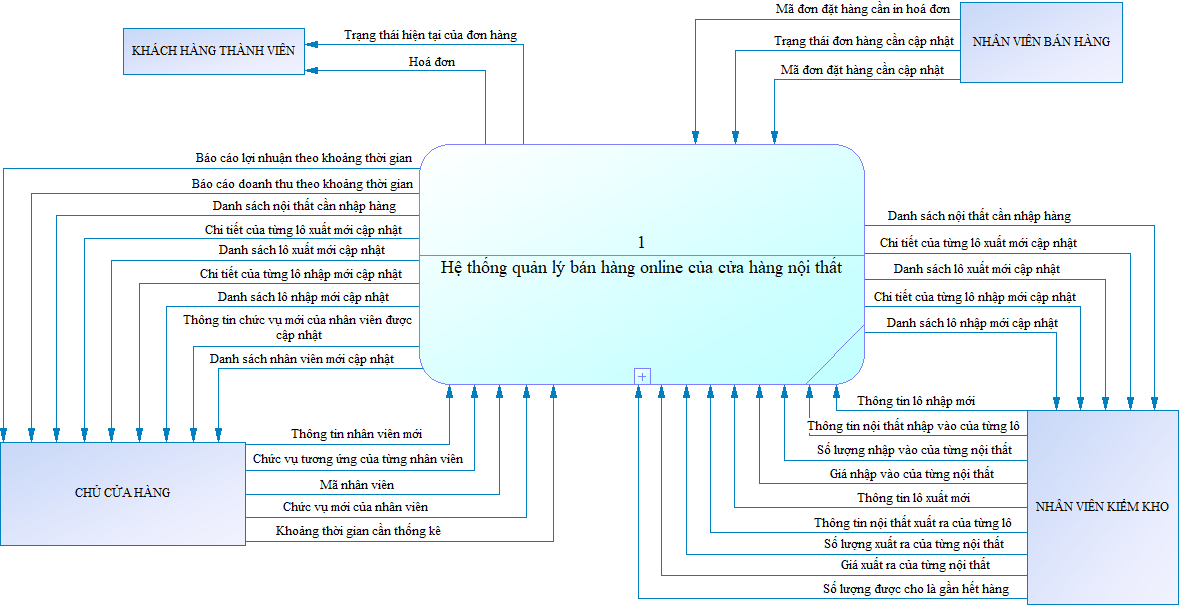 Mã đơn đặt hàng cần in hoá đơn
Trạng thái hiện tại của đơn hàng
Trạng thái đơn hàng cần cập nhật
NHÂN VIÊN BÁN HÀNG
KHÁCH HÀNG THÀNH VIÊN
Hoá đơn
Mã đơn đặt hàng cần cập nhật
Báo cáo lợi nhuận theo khoảng thời gian
Báo cáo doanh thu theo khoảng thời gian
Danh sách nội thất cần nhập hàng
Chi tiết của từng lô xuất mới cập nhật
Danh sách lô xuất mới cập nhật
Chi tiết của từng lô nhập mới cập nhật
Danh sách lô nhập mới cập nhật
Thông tin chức vụ mới của nhân viên được
cập nhật
Danh sách nhân viên mới cập nhật
1
Hệ thống quản lý bán hàng online của cửa hàng nội thất
Danh sách nội thất cần nhập hàng
Chi tiết của từng lô xuất mới cập nhật
Danh sách lô xuất mới cập nhật
Chi tiết của từng lô nhập mới cập nhật
Danh sách lô nhập mới cập nhật
Thông tin nhân viên mới
Chức vụ tương ứng của từng nhân viên
Mã nhân viên
Chức vụ mới của nhân viên
Khoảng thời gian cần thống kê
CHỦ CỬA HÀNG
Thông tin lô nhập mới
Thông tin nội thất nhập vào của từng lô
Số lượng nhập vào của từng nội thất
Giá nhập vào của từng nội thất
Thông tin lô xuất mới
Thông tin nội thất xuất ra của từng lô
Số lượng xuất ra của từng nội thất
Giá xuất ra của từng nội thất
Số lượng được cho là gần hết hàng
NHÂN VIÊN KIỂM KHO